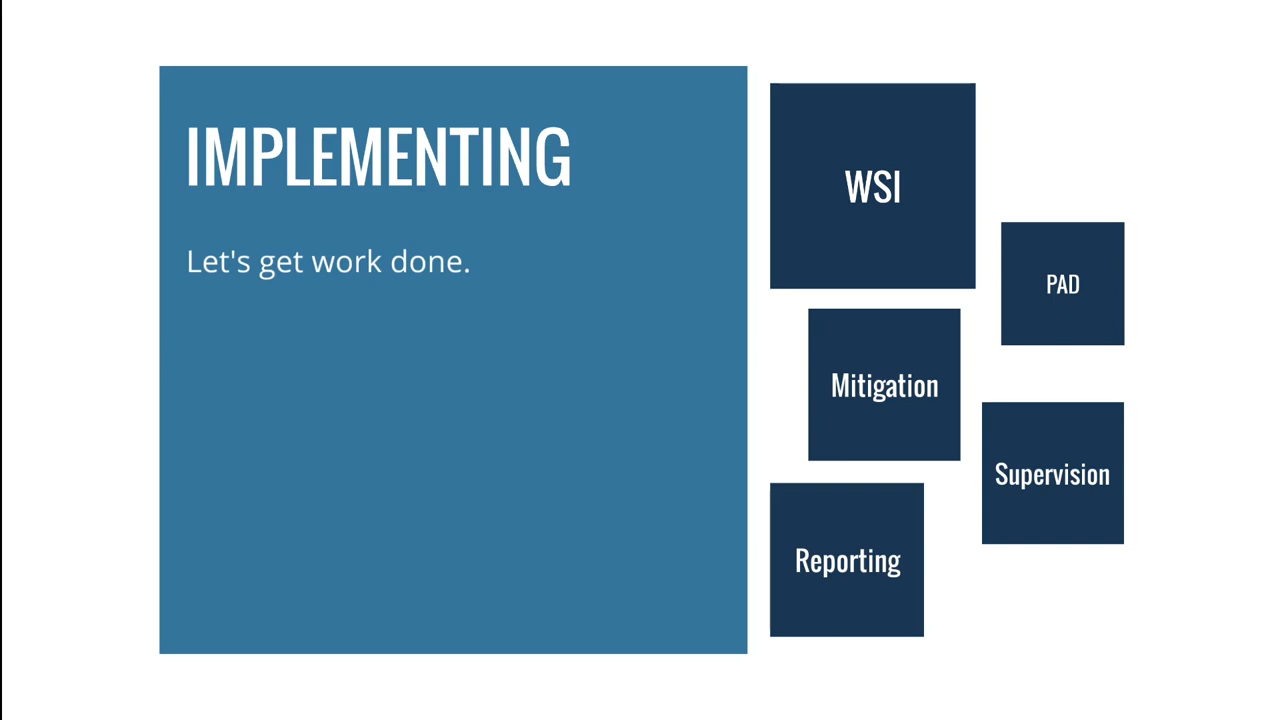 IMPLEMENTING
Let's get work done.
WSI
PAD
Mitigation
Supervision
Reporting